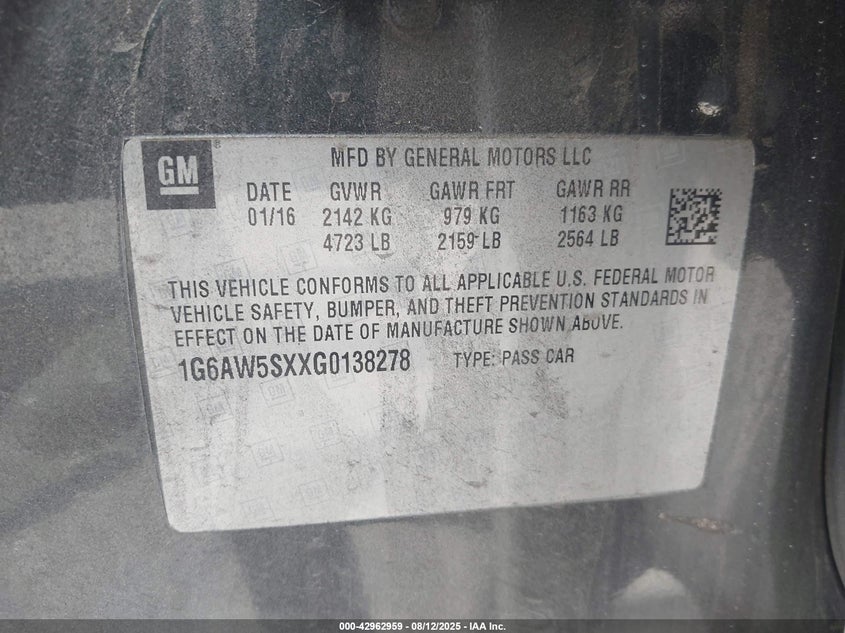 GM
MFD BY GENERAL MOTORS LLC
DATE GVWR GAWR FRT GAWR RR
01/16 2142 KG 979 KG 1163 KG
4723 LB 2159 LB 2564 LB
THIS VEHICLE CONFORMS TO ALL APPLICABLE U.S. FEDERAL MOTOR
VEHICLE SAFETY, BUMPER, AND THEFT PREVENTION STANDARDS IN
EFFECT ON THE DATE OF MANUFACTURE SHOWN ABOVE.
1G6AW5SXXG0138278 TYPE: PASS CAR
000-42962959 - 08/12/2025 - IAA Inc.